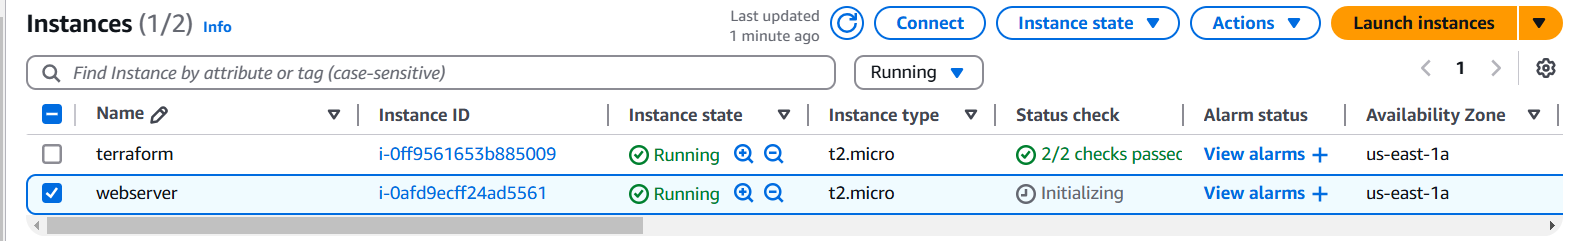 Instances (1/2) Info
Last updated
1 minute ago
Connect
Instance state
Actions
Launch instances
Find Instance by attribute or tag (case-sensitive)
Running
1
Name Instance ID Instance state Instance type Status check Alarm status Availability Zone
terraform i-0ff9561653b885009 Running t2.micro 2/2 checks passed View alarms + us-east-1a
webserver i-0afd9ecff24ad5561 Running t2.micro Initializing View alarms + us-east-1a